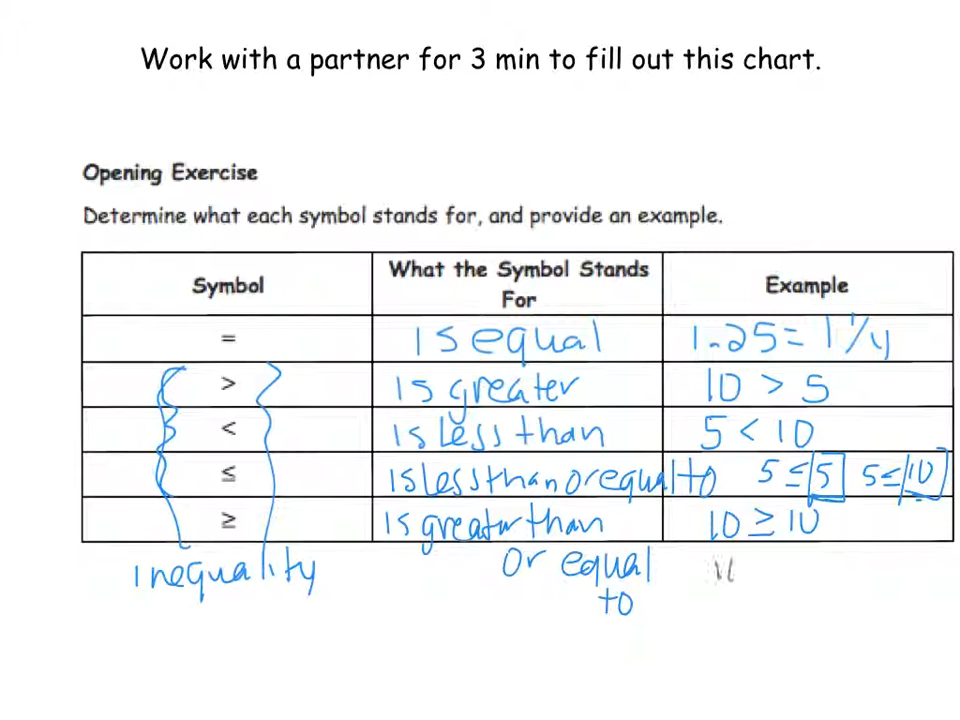 Work with a partner for 3 min to fill out this chart.
Opening Exercise
Determine what each symbol stands for, and provide an example.
Symbol
What the Symbol Stands
For
Example
=
is equal
1.25 = 1 1/4
>
is greater
10 > 5
<
is less than
5 < 10
≤
is less than or equal to
5 ≤ 5 5 ≤ 10
≥
is greater than
or equal
to
10 ≥ 10
inequality